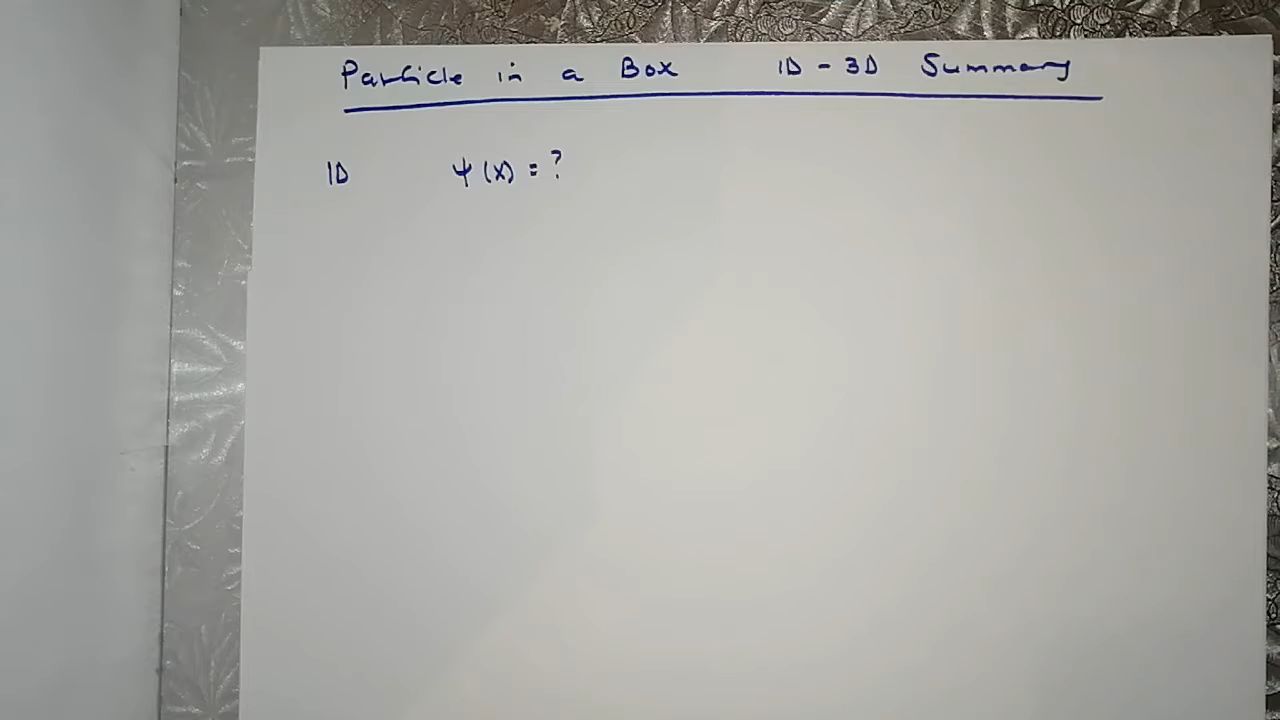 Particle in a Box 1D - 3D Summary
1D ψ(x) = ?